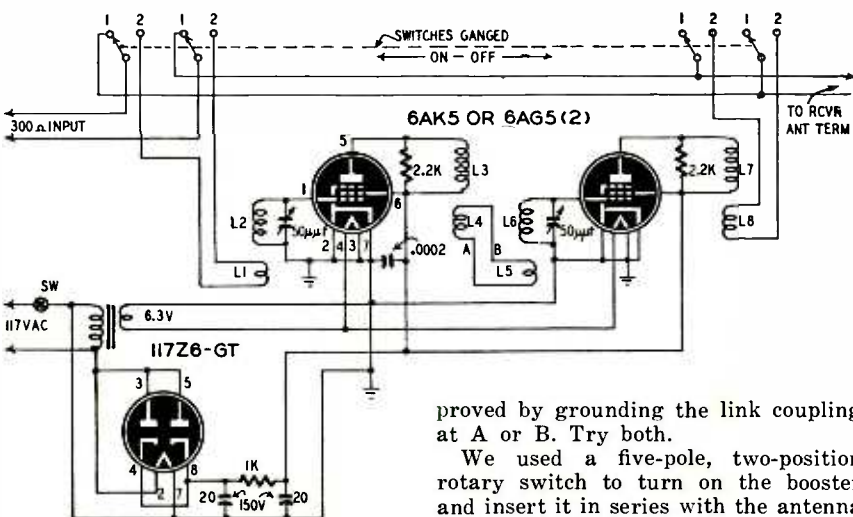 1 2 1 2 1 2 1 2
SWITCHES GANGED
ON – OFF
300Ω INPUT
TO RCVR
ANT TERM
6AK5 OR 6AG5(2)
5
1
6
2 4 3 7
2.2K
L3
L2
50μμf
L1
.0002
L4
A B
L5
L6
50μμf
2.2K
L7
L8
SW
117VAC
6.3V
117Z6-GT
3 5
4 2 7 8
1K
20 150V 20
proved by grounding the link coupling
at A or B. Try both.
We used a five-pole, two-position
rotary switch to turn on the booster
and insert it in series with the antenna